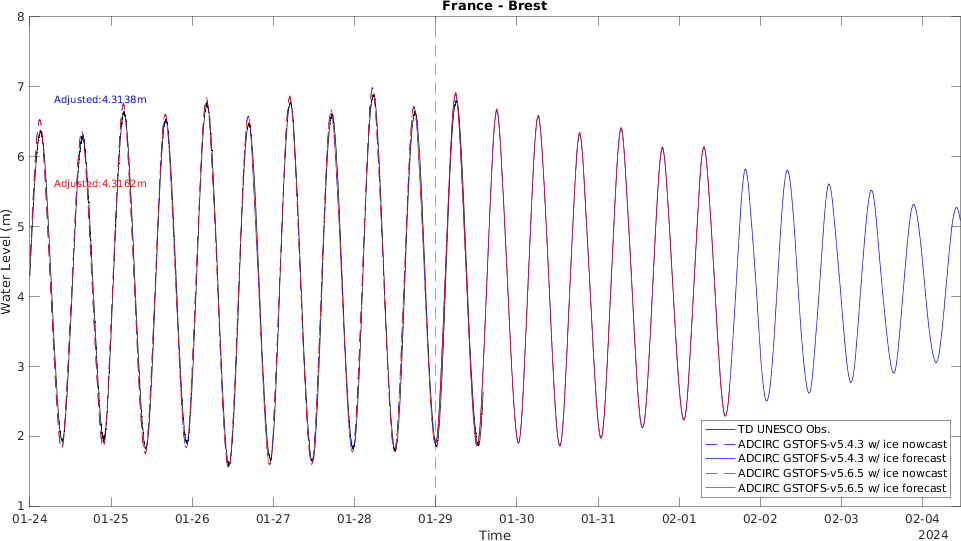 France - Brest
8
7
6
5
4
3
2
1
Water Level (m)
Adjusted:4.3138m
Adjusted:4.3162m
TD UNESCO Obs.
ADCIRC GSTOFS-v5.4.3 w/ ice nowcast
ADCIRC GSTOFS-v5.4.3 w/ ice forecast
ADCIRC GSTOFS-v5.6.5 w/ ice nowcast
ADCIRC GSTOFS-v5.6.5 w/ ice forecast
01-24 01-25 01-26 01-27 01-28 01-29 01-30 01-31 02-01 02-02 02-03 02-04
Time
2024